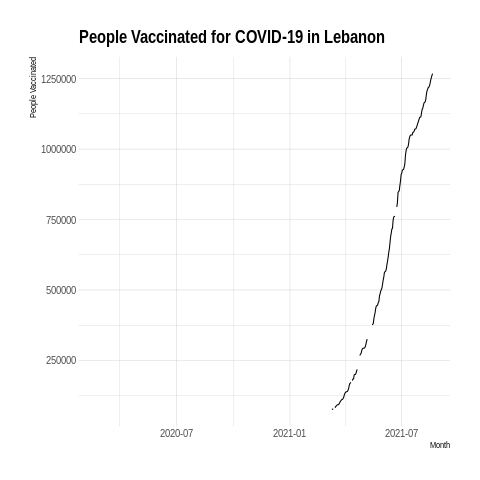 People Vaccinated for COVID-19 in Lebanon
People Vaccinated
1250000
1000000
750000
500000
250000
2020-07
2021-01
2021-07
Month